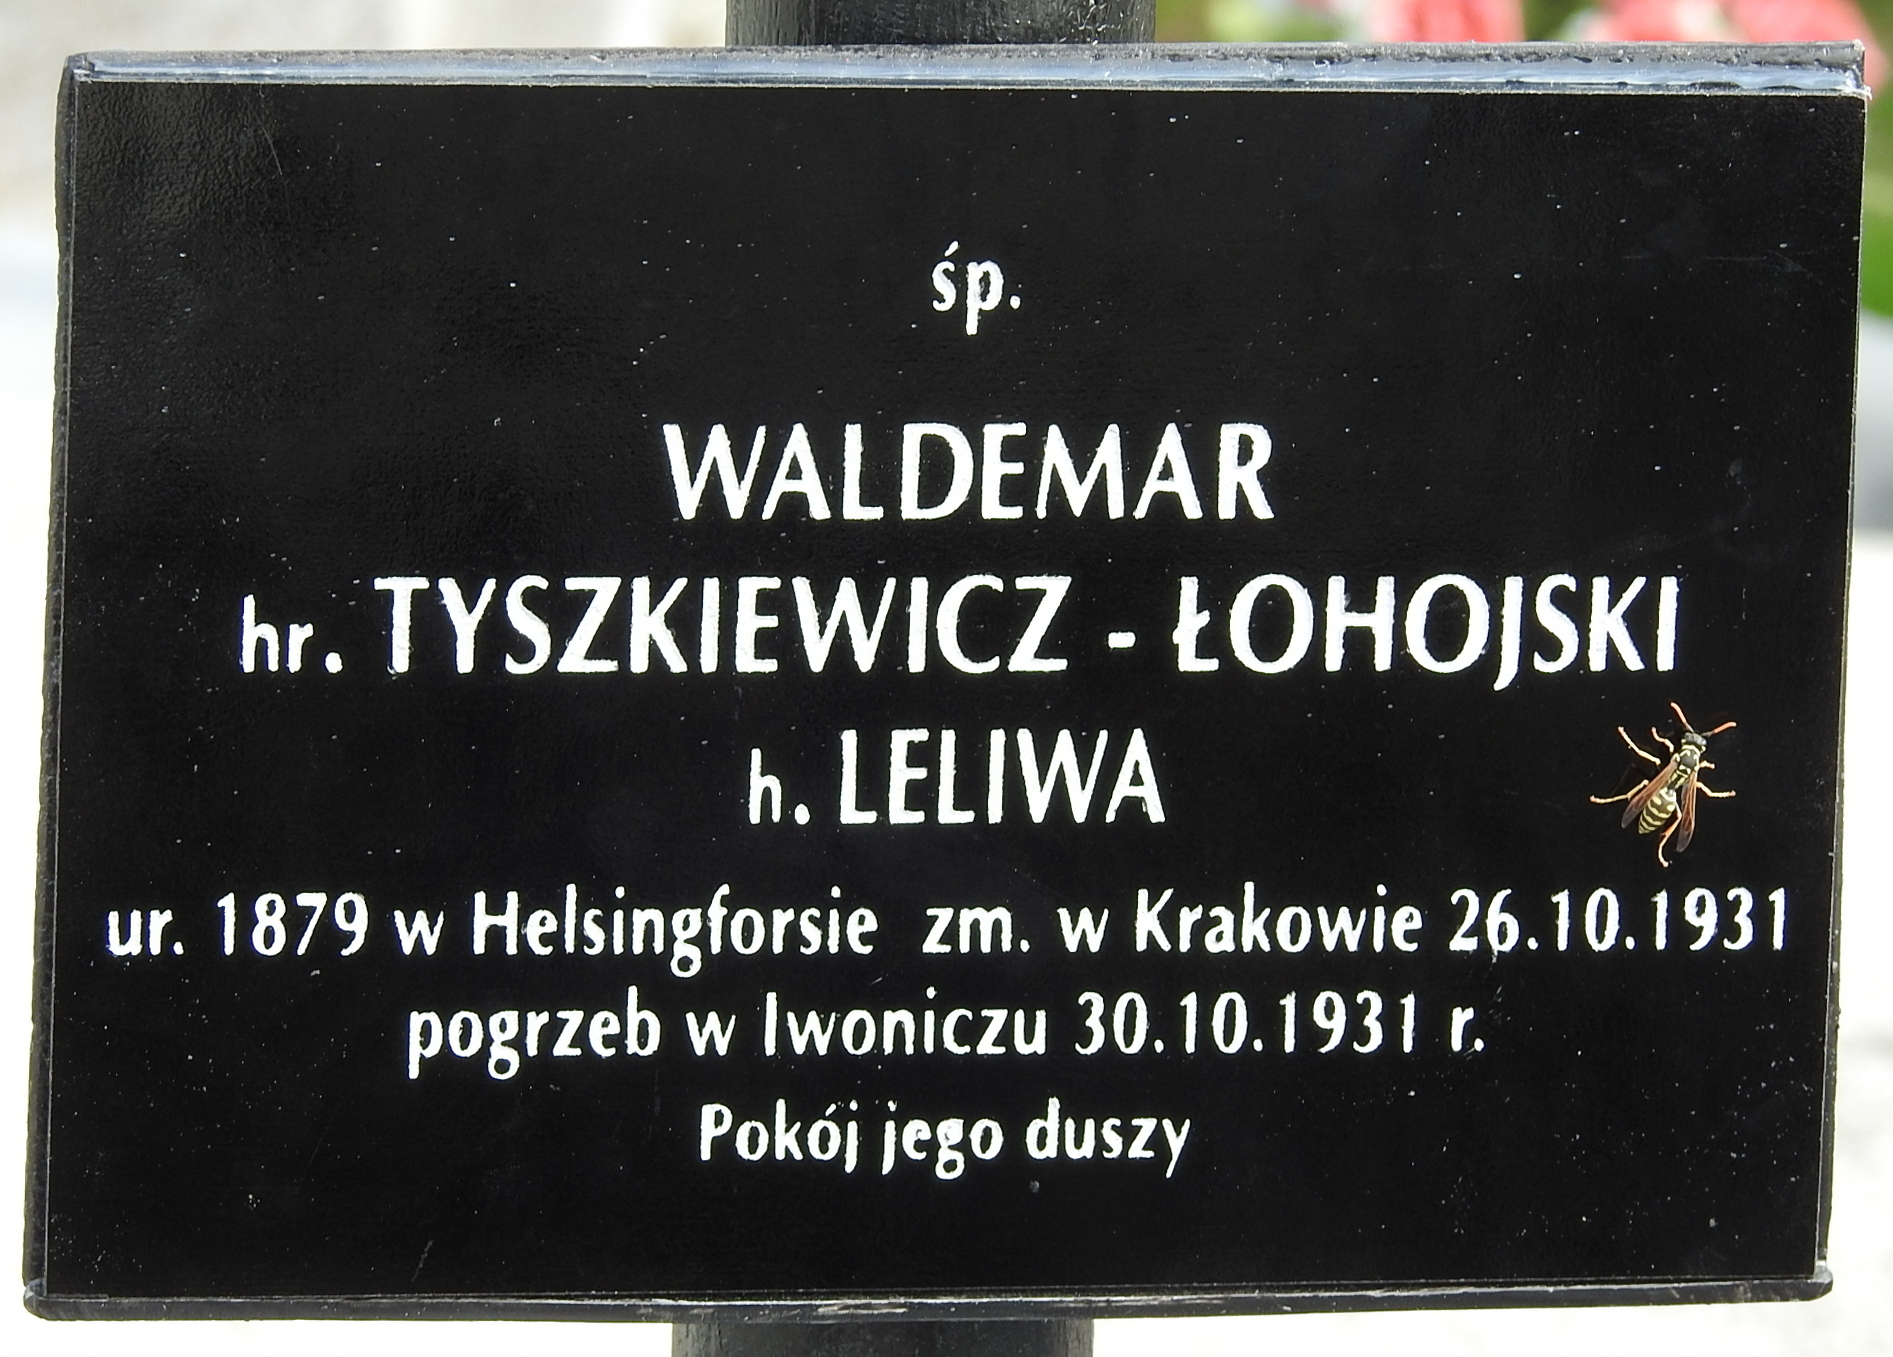 śp.
WALDEMAR
hr. TYSZKIEWICZ - ŁOHOJSKI
h. LELIWA
ur. 1879 w Helsingforsie zm. w Krakowie 26.10.1931
pogrzeb w Iwoniczu 30.10.1931 r.
Pokój jego duszy